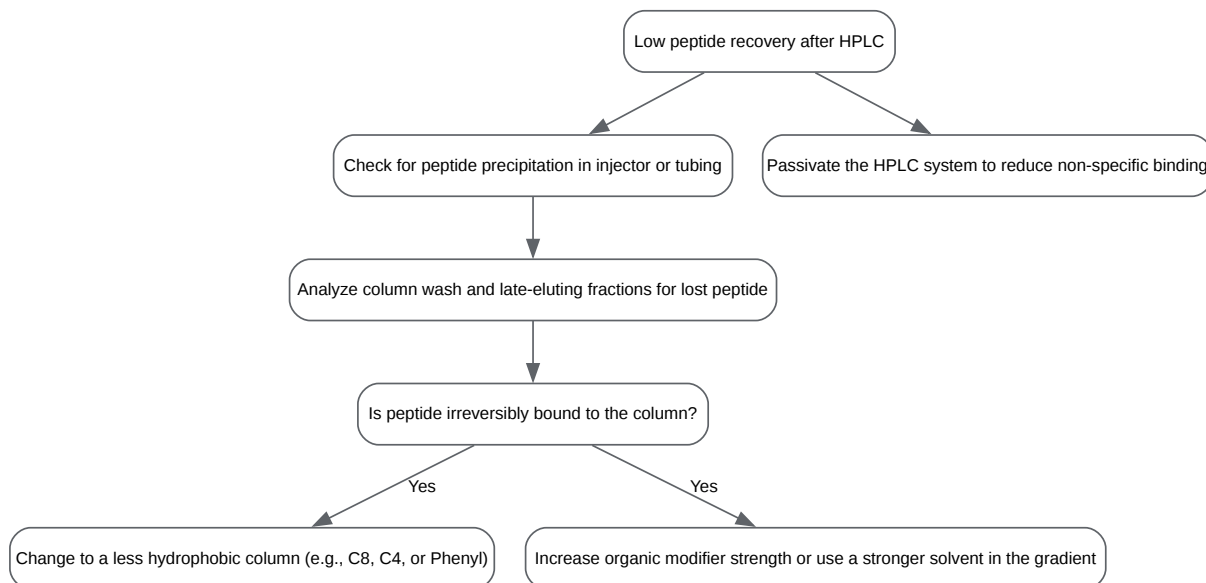 Low peptide recovery after HPLC
Check for peptide precipitation in injector or tubing
Passivate the HPLC system to reduce non-specific binding
Analyze column wash and late-eluting fractions for lost peptide
Is peptide irreversibly bound to the column?
Yes
Yes
Change to a less hydrophobic column (e.g., C8, C4, or Phenyl)
Increase organic modifier strength or use a stronger solvent in the gradient